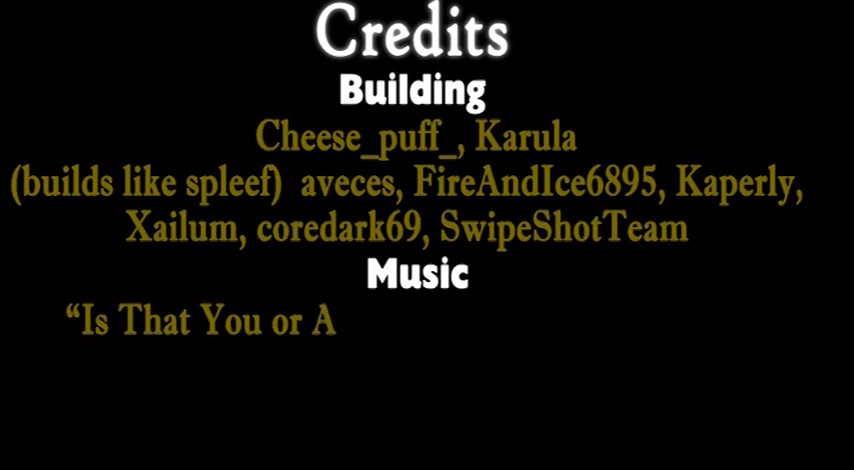 Credits
Building
Cheese_puff_, Karula
(builds like spleef) aveces, FireAndIce6895, Kaperly,
Xailum, coredark69, SwipeShotTeam
Music
“Is That You or A